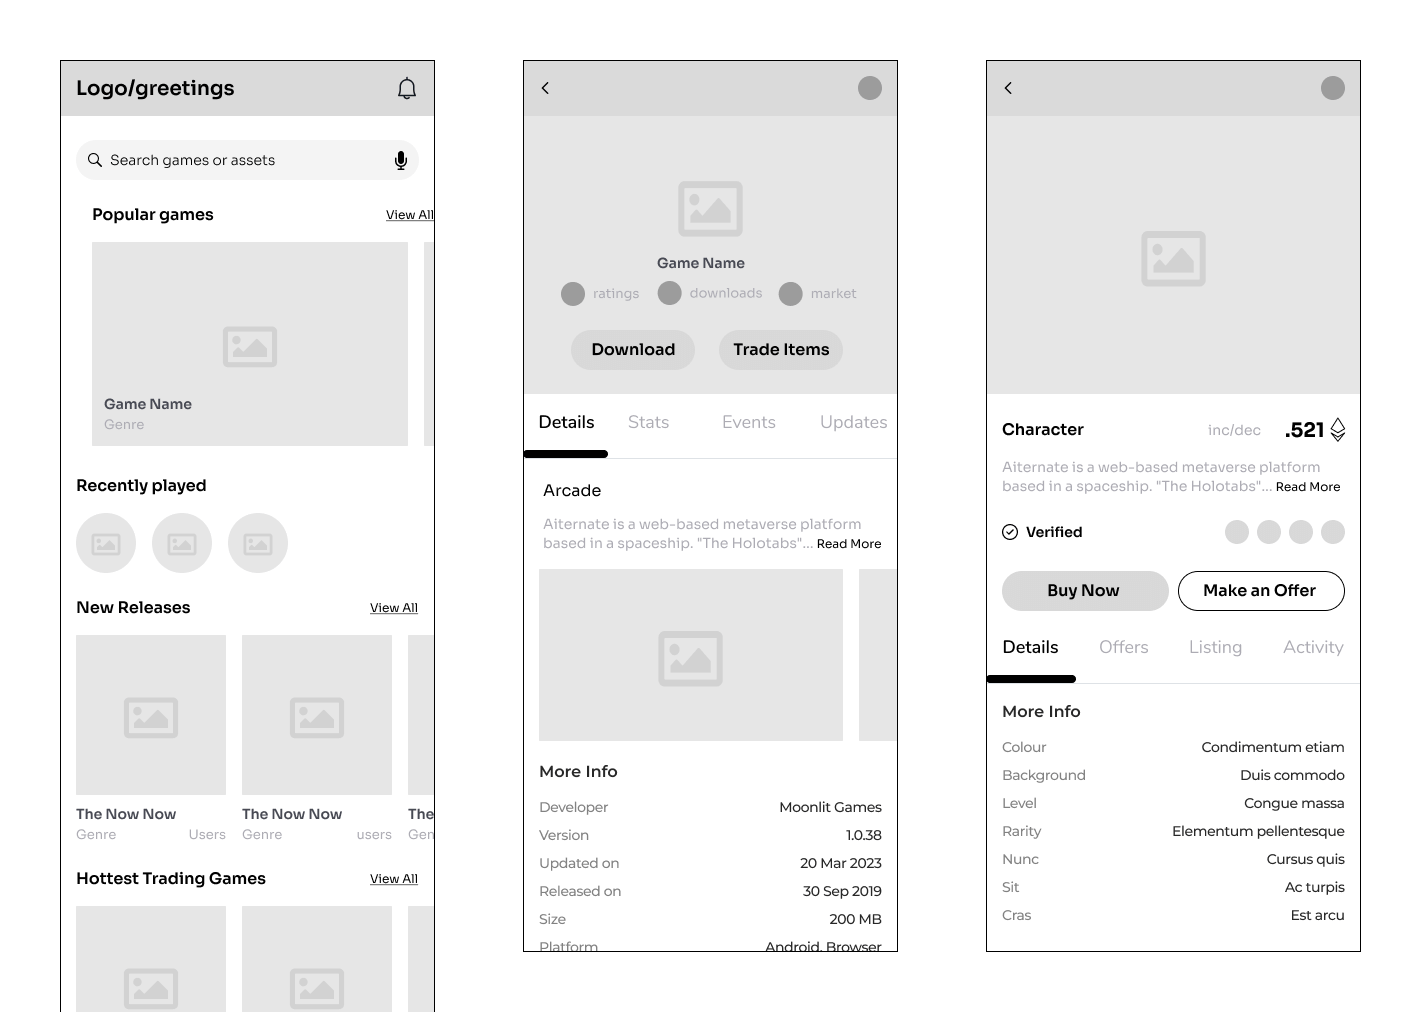 Logo/greetings
Search games or assets
Popular games
View All
Game Name
Genre
Recently played
New Releases
View All
The Now Now
Genre Users
The Now Now
Genre users
The
Gen
Hottest Trading Games
View All
Game Name
ratings downloads market
Download Trade Items
Details Stats Events Updates
Arcade
Aiternate is a web-based metaverse platform
based in a spaceship. "The Holotabs"... Read More
More Info
Developer Moonlit Games
Version 1.0.38
Updated on 20 Mar 2023
Released on 30 Sep 2019
Size 200 MB
Platform Android, Browser
Character inc/dec .521
Aiternate is a web-based metaverse platform
based in a spaceship. "The Holotabs"... Read More
Verified
Buy Now Make an Offer
Details Offers Listing Activity
More Info
Colour Condimentum etiam
Background Duis commodo
Level Congue massa
Rarity Elementum pellentesque
Nunc Cursus quis
Sit Ac turpis
Cras Est arcu